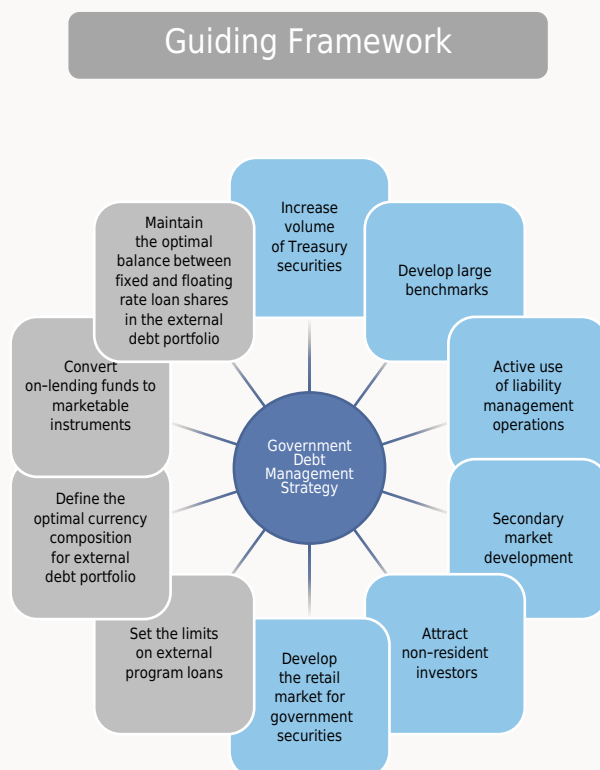 Guiding Framework
Increase
volume
of Treasury
securities
Develop large
benchmarks
Active use
of liability
management
operations
Secondary
market
development
Attract
non-resident
investors
Develop
the retail
market for
government
securities
Set the limits
on external
program loans
Define the
optimal currency
composition
for external
debt portfolio
Convert
on-lending funds to
marketable
instruments
Maintain
the optimal
balance between
fixed and floating
rate loan shares
in the external
debt portfolio
Government
Debt
Management
Strategy